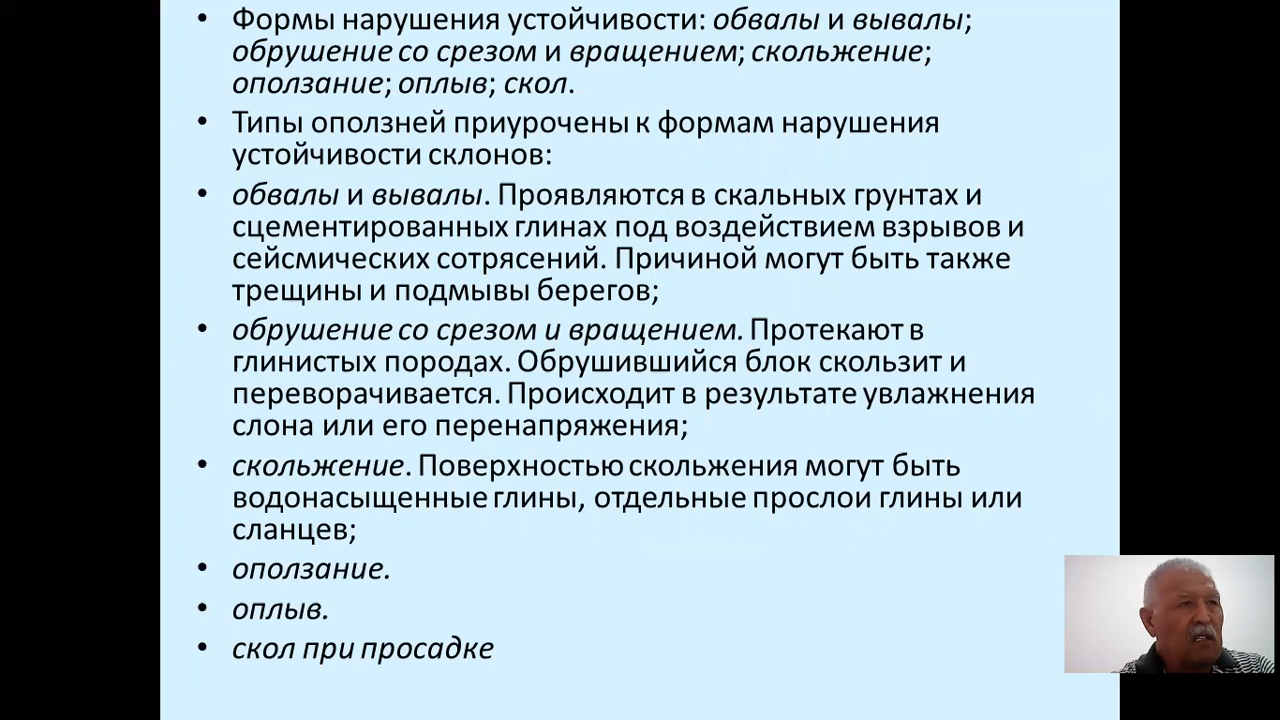 • Формы нарушения устойчивости: обвалы и вывалы;
обрушение со срезом и вращением; скольжение;
оползание; оплыв; скол.
• Типы оползней приурочены к формам нарушения
устойчивости склонов:
• обвалы и вывалы. Проявляются в скальных грунтах и
сцементированных глинах под воздействием взрывов и
сейсмических сотрясений. Причиной могут быть также
трещины и подмывы берегов;
• обрушение со срезом и вращением. Протекают в
глинистых породах. Обрушившийся блок скользит и
переворачивается. Происходит в результате увлажнения
слона или его перенапряжения;
• скольжение. Поверхностью скольжения могут быть
водонасыщенные глины, отдельные прослои глины или
сланцев;
• оползание.
• оплыв.
• скол при просадке